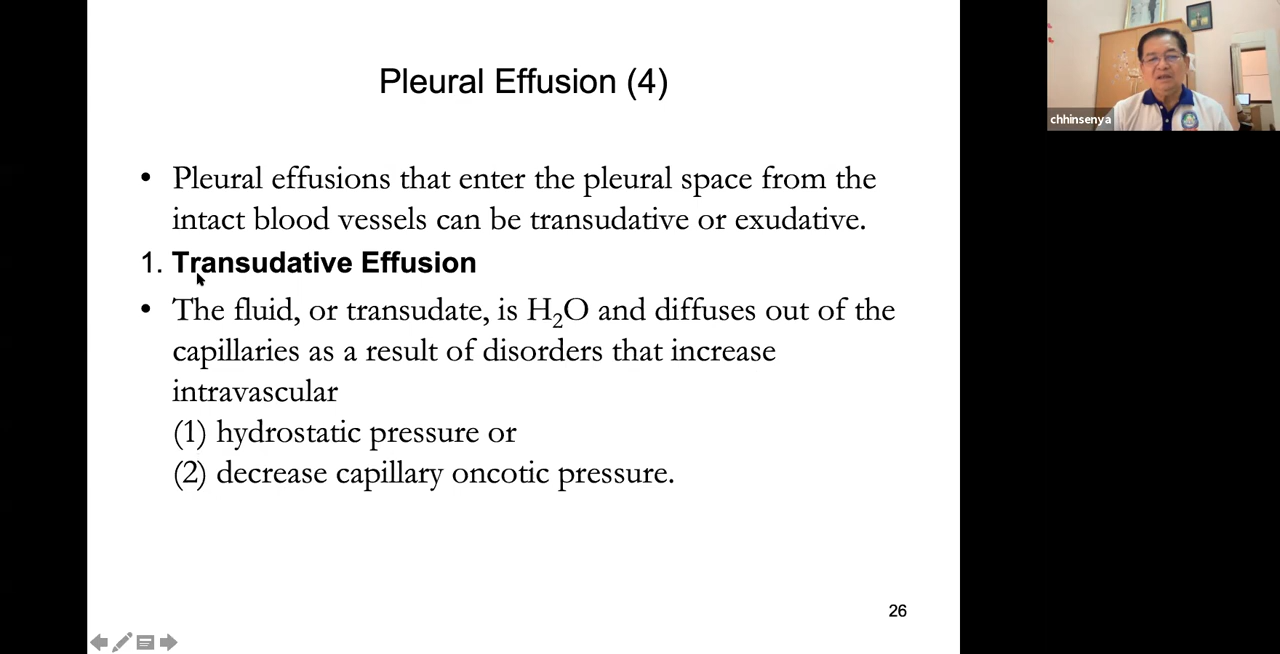 Pleural Effusion (4)
• Pleural effusions that enter the pleural space from the
intact blood vessels can be transudative or exudative.
1. Transudative Effusion
• The fluid, or transudate, is H₂O and diffuses out of the
capillaries as a result of disorders that increase
intravascular
(1) hydrostatic pressure or
(2) decrease capillary oncotic pressure.
26
chhinsenya